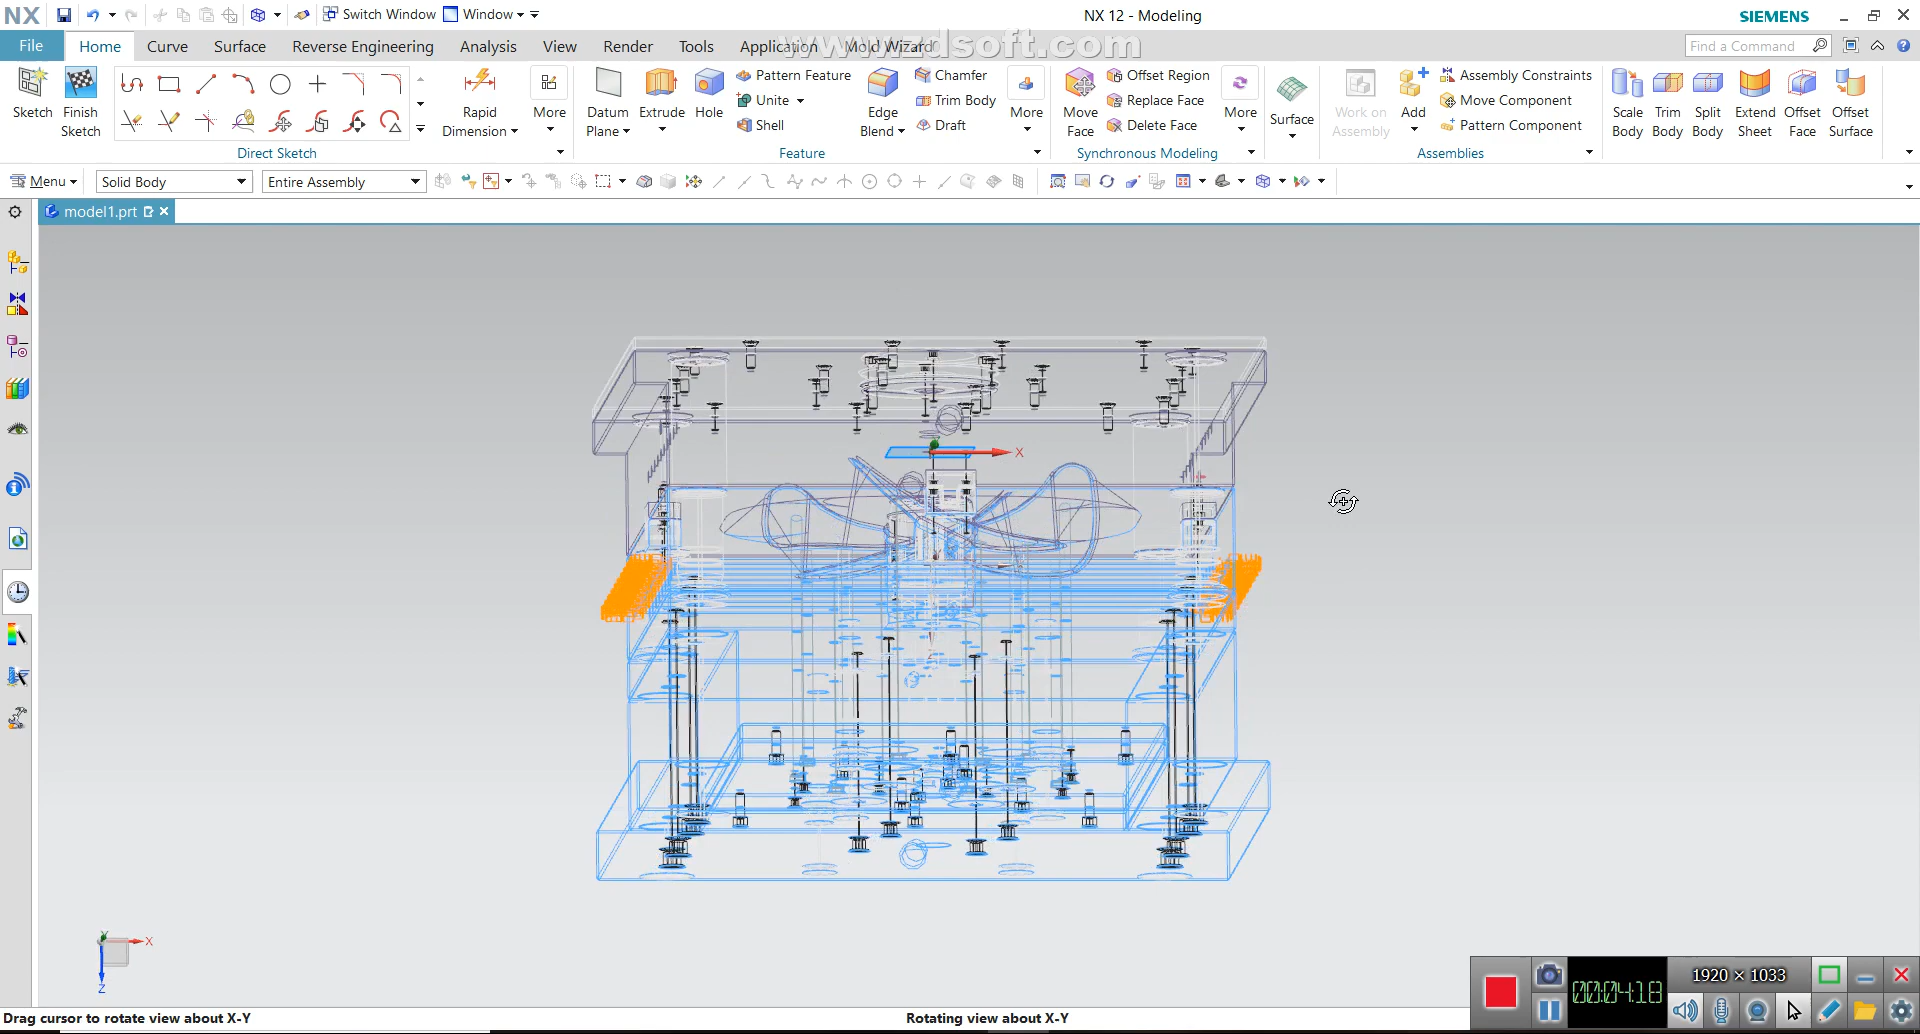 NX
Switch Window
Window
NX 12 - Modeling
SIEMENS
File
Home
Curve
Surface
Reverse Engineering
Analysis
View
Render
Tools
Application
Mold Wizard
www.zdsoft.com
Find a Command
Sketch
Finish Sketch
Rapid Dimension
More
Direct Sketch
Datum Plane
Extrude
Hole
Pattern Feature
Unite
Shell
Edge Blend
Chamfer
Trim Body
Draft
More
Feature
Move Face
Offset Region
Replace Face
Delete Face
More
Synchronous Modeling
Surface
Work on Assembly
Add
Assembly Constraints
Move Component
Pattern Component
Assemblies
Scale Body
Trim Body
Split Body
Extend Sheet
Offset Face
Offset Surface
Menu
Solid Body
Entire Assembly
model1.prt
X
Y
X
Z
1920 × 1033
00:04:18
Drag cursor to rotate view about X-Y
Rotating view about X-Y